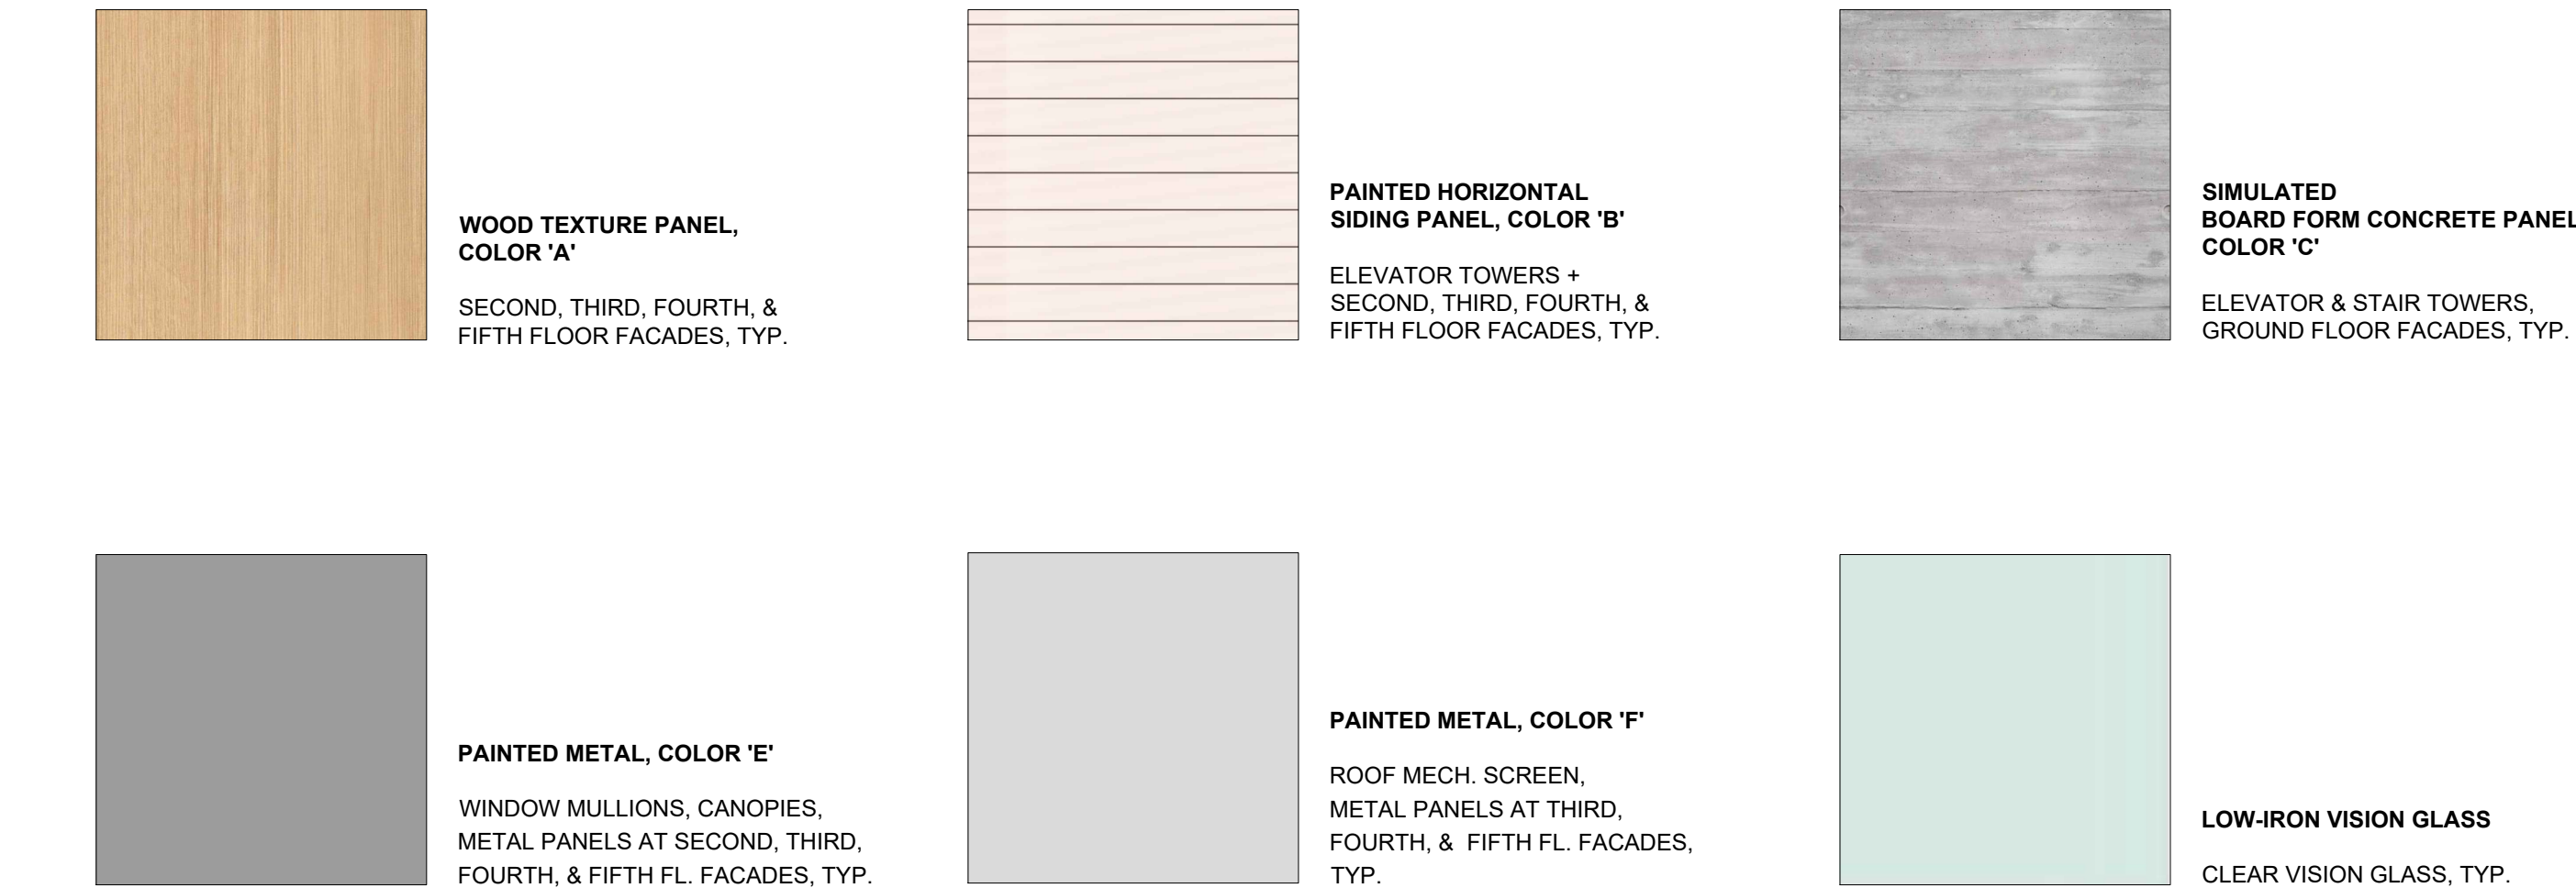 WOOD TEXTURE PANEL,
COLOR 'A'
SECOND, THIRD, FOURTH, &
FIFTH FLOOR FACADES, TYP.
PAINTED HORIZONTAL
SIDING PANEL, COLOR 'B'
ELEVATOR TOWERS +
SECOND, THIRD, FOURTH, &
FIFTH FLOOR FACADES, TYP.
SIMULATED
BOARD FORM CONCRETE PANEL
COLOR 'C'
ELEVATOR & STAIR TOWERS,
GROUND FLOOR FACADES, TYP.
PAINTED METAL, COLOR 'E'
WINDOW MULLIONS, CANOPIES,
METAL PANELS AT SECOND, THIRD,
FOURTH, & FIFTH FL. FACADES, TYP.
PAINTED METAL, COLOR 'F'
ROOF MECH. SCREEN,
METAL PANELS AT THIRD,
FOURTH, & FIFTH FL. FACADES,
TYP.
LOW-IRON VISION GLASS
CLEAR VISION GLASS, TYP.